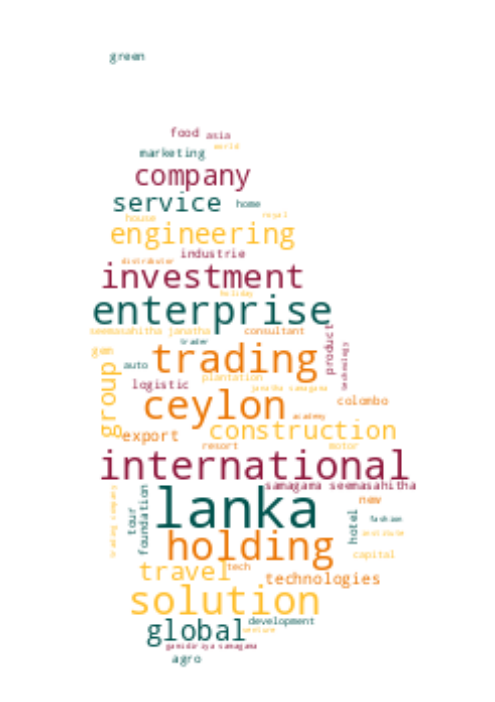 green
food asia
world
marketing
company
service home
house royal
engineering
industrie
distributor
investment
holiday
enterprise
seemasahitha janatha consultant
trader product
gem trading technology
auto plantation
logistic janatha samagama
group ceylon colombo
academy
export construction
resort motor
international
samagama seemasahitha
trading company tour foundation lanka new
hotel fashion
institute
holding capital
travel tech
technologies
solution
development
global venture
gamidiriya samagama
agro